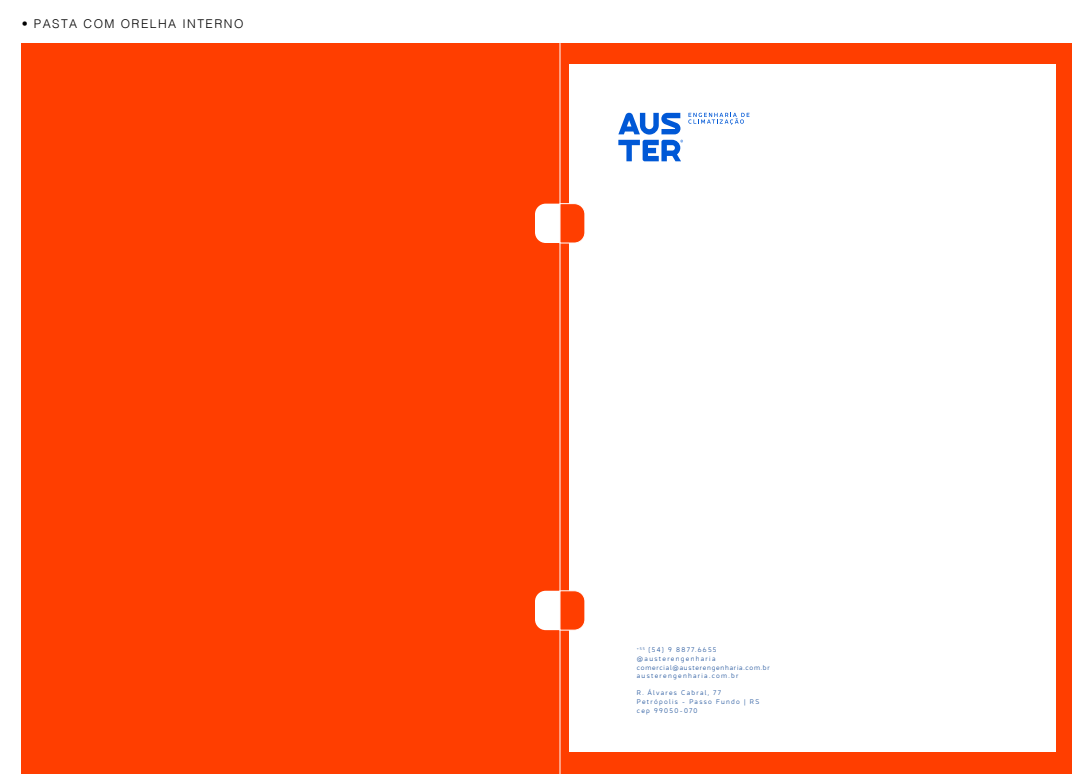 • PASTA COM ORELHA INTERNO
AUS
TER
ENGENHARIA DE
CLIMATIZAÇÃO
+55 (54) 9 8877.6655
@austerengenharia
comercial@austerengenharia.com.br
austerengenharia.com.br
R. Álvares Cabral, 77
Petrópolis - Passo Fundo | RS
cep 99050-070